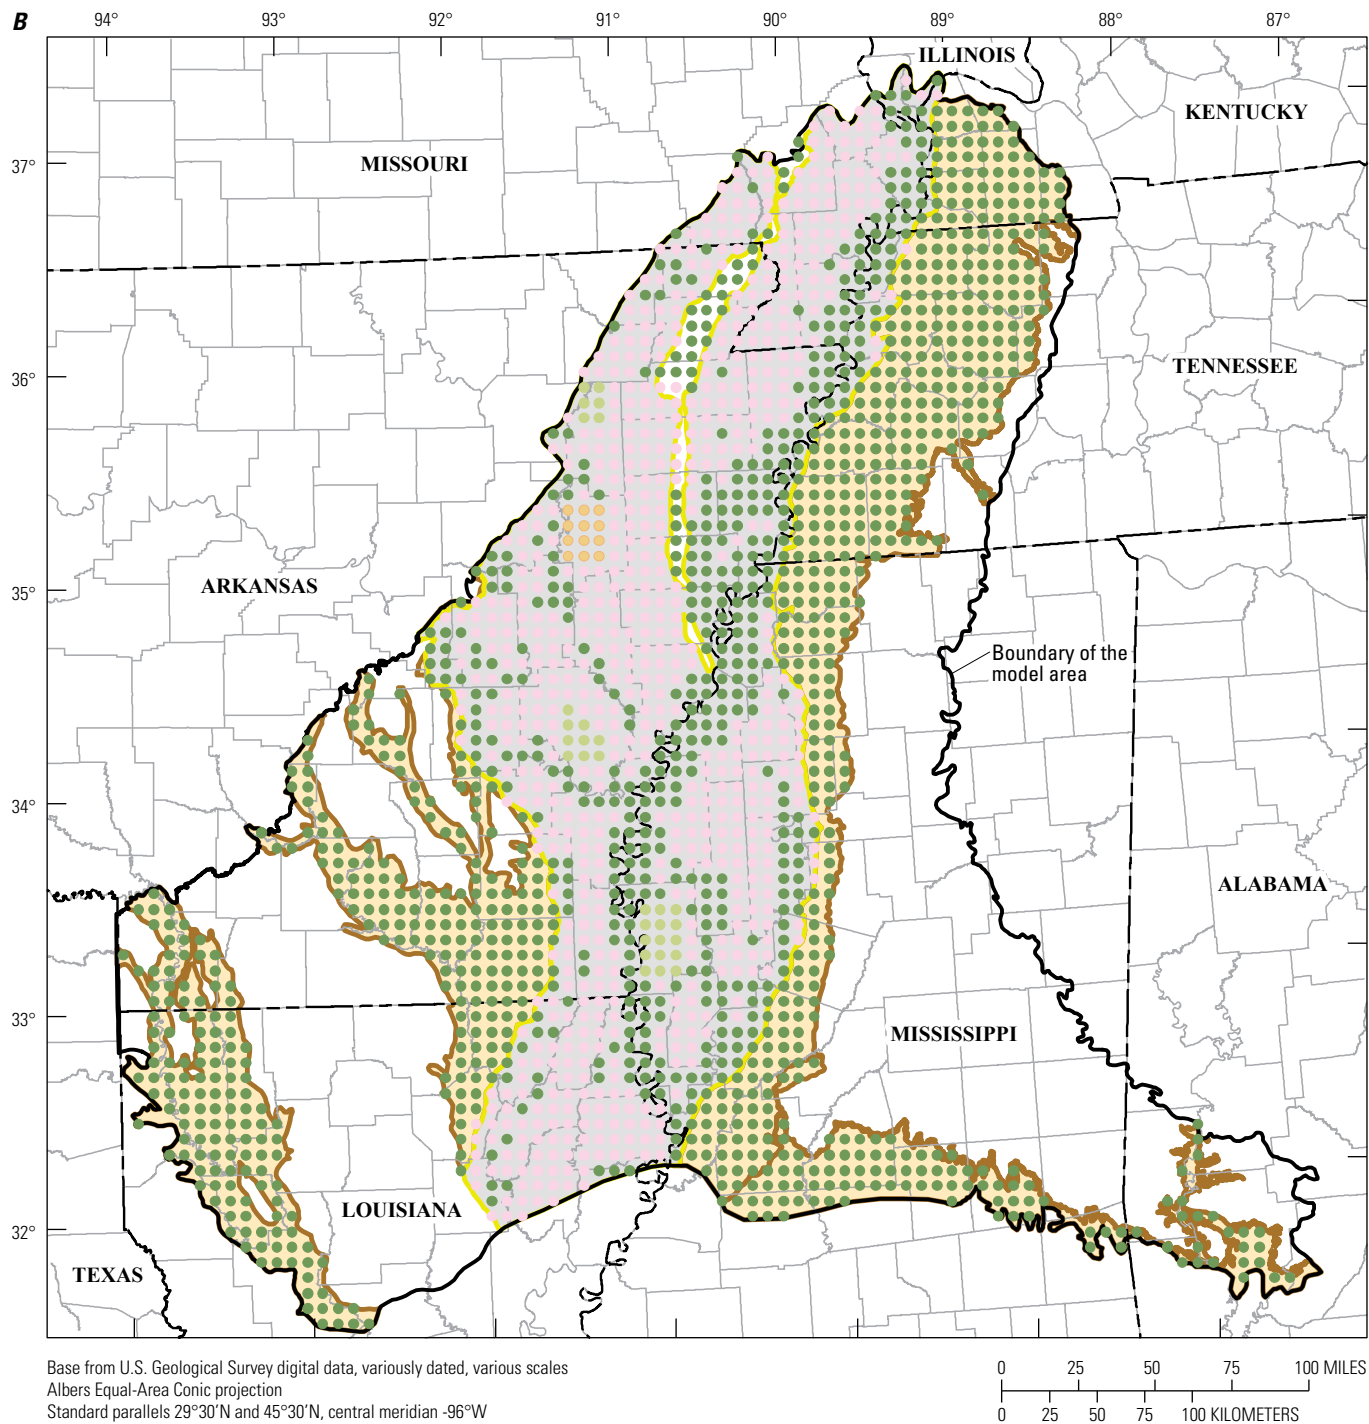 B
94° 93° 92° 91° 90° 89° 88° 87°
ILLINOIS
KENTUCKY
MISSOURI
37°
TENNESSEE
36°
ARKANSAS
35°
Boundary of the
model area
34°
ALABAMA
33°
MISSISSIPPI
LOUISIANA
32°
TEXAS
Base from U.S. Geological Survey digital data, variously dated, various scales
Albers Equal-Area Conic projection
Standard parallels 29°30'N and 45°30'N, central meridian -96°W
0 25 50 75 100 MILES
0 25 50 75 100 KILOMETERS